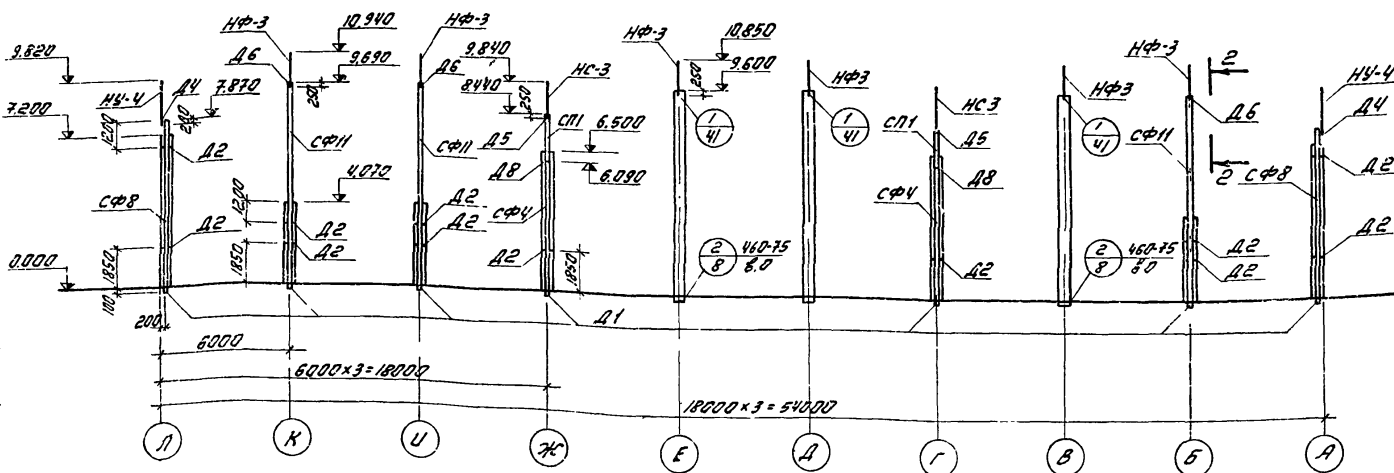 9.820
7.200
0.000
НУ-4
Д4
7.870
200
1200
Д2
СФ8
Д2
1850
100
200
НФ-3
10.940
Д6
9.690
250
СФ11
4.070
1200
Д2
Д2
1850
НФ-3
Д6
СФ11
Д2
Д2
9.840
8.440
250
НС-3
СП1
Д5
6.500
Д8
6.090
СФ4
Д2
1850
Д1
НФ-3
10.850
250
9.600
1
41
2
8
460-75
в.0
НФ3
1
41
НС3
СП1
Д5
Д8
СФ4
Д2
НФ3
1
41
2
8
460-75
в.0
НФ-3
2
Д6
СФ11
2
Д2
Д2
НУ-4
Д4
СФ8
Д2
Д2
6000
6000×3=18000
18000×3=54000
Л
К
И
Ж
Е
Д
Г
В
Б
А